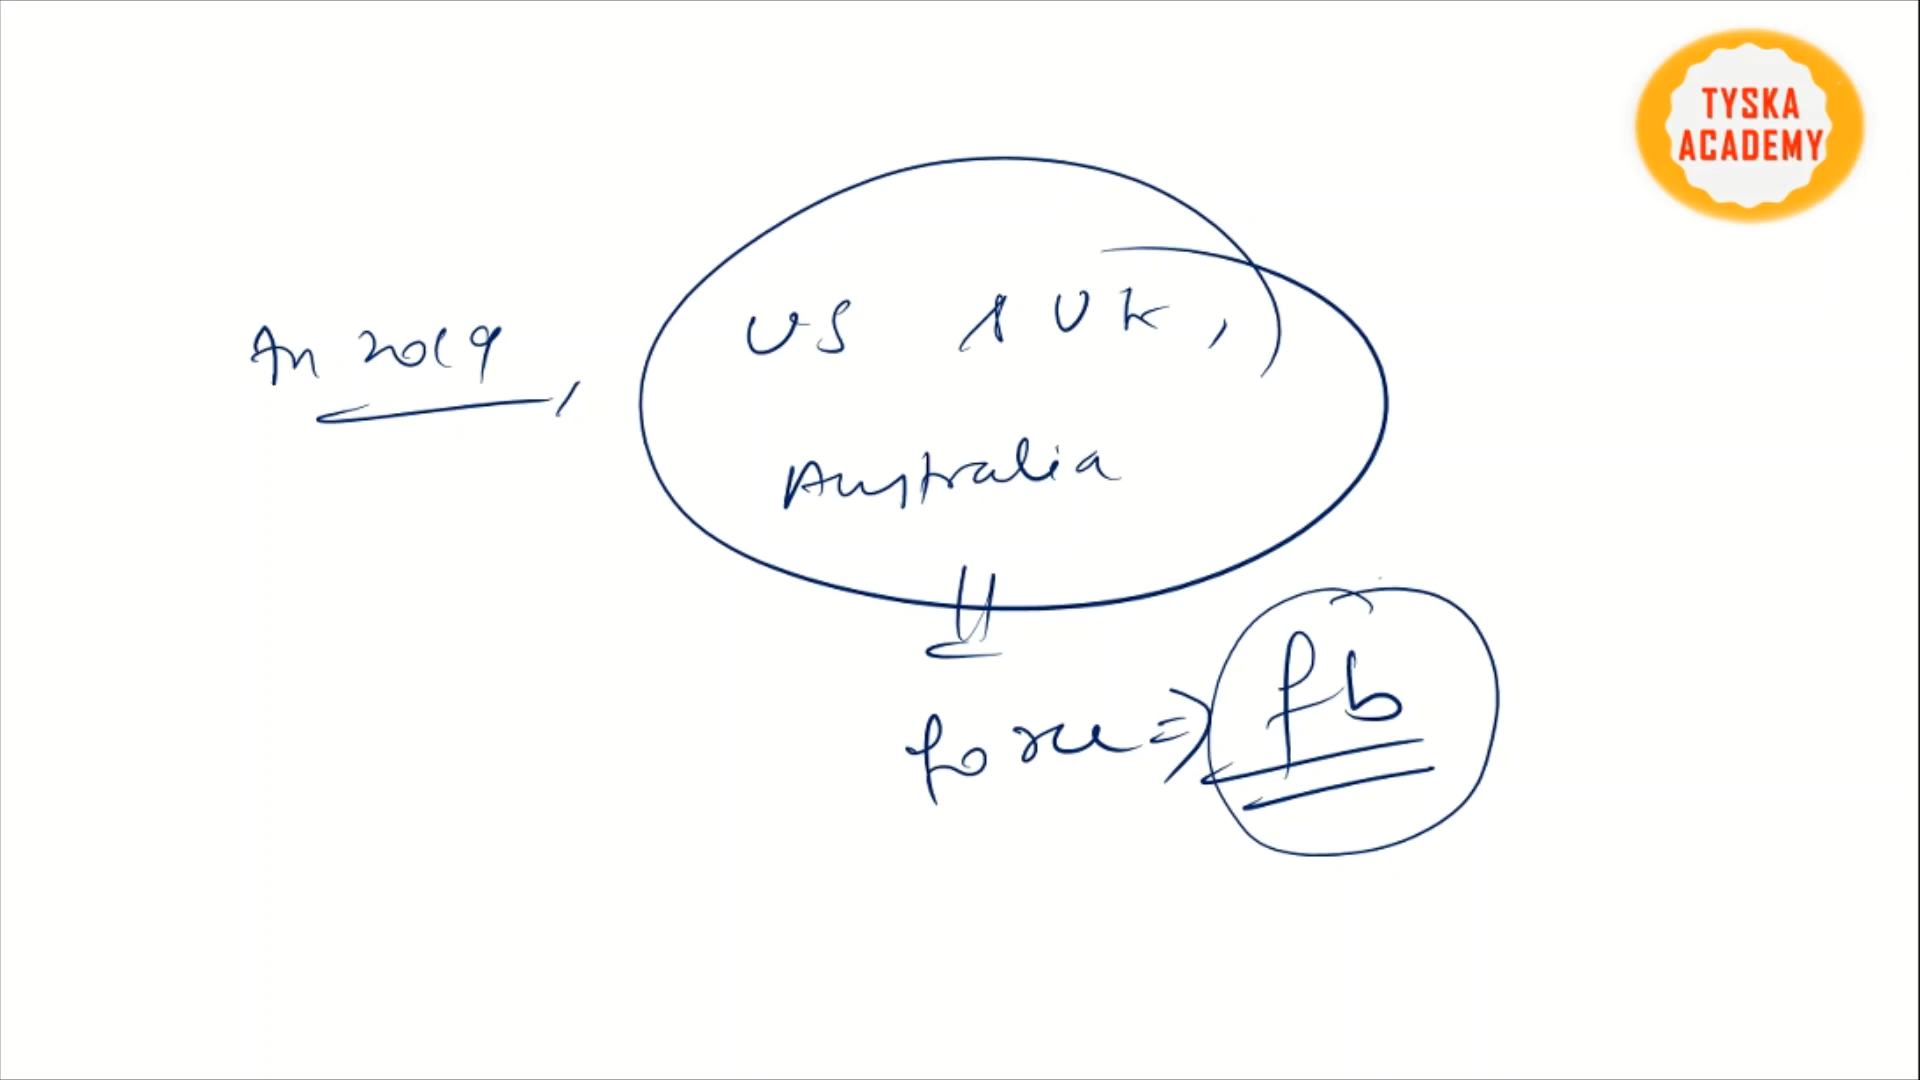 TYSKA
ACADEMY
In 2019,
US & UK,
Australia
force => fb